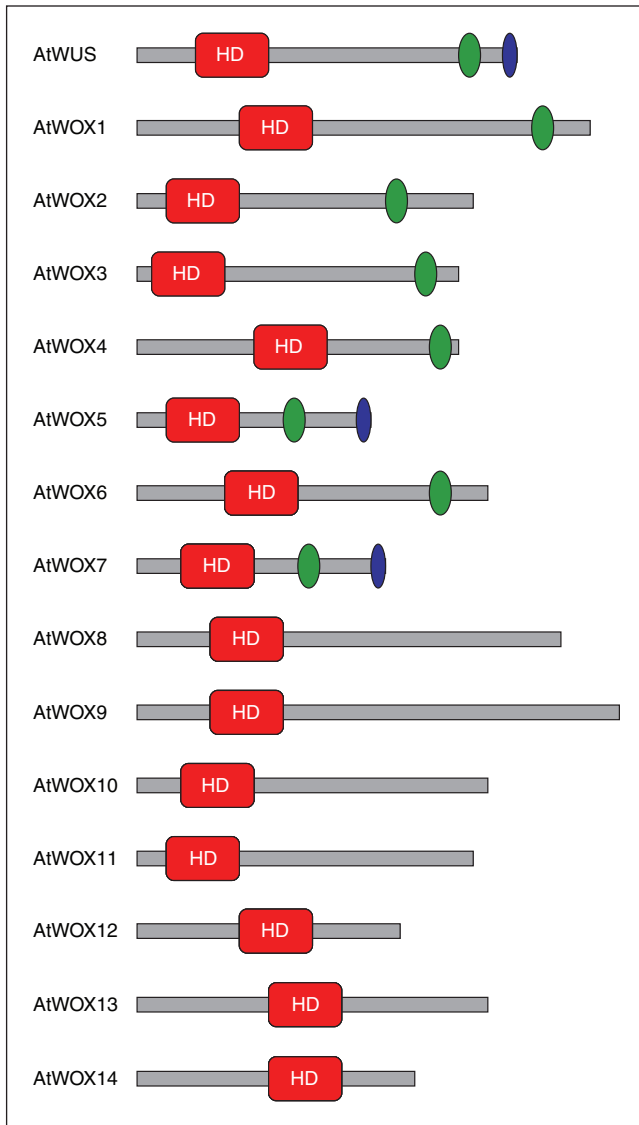 AtWUS HD
AtWOX1 HD
AtWOX2 HD
AtWOX3 HD
AtWOX4 HD
AtWOX5 HD
AtWOX6 HD
AtWOX7 HD
AtWOX8 HD
AtWOX9 HD
AtWOX10 HD
AtWOX11 HD
AtWOX12 HD
AtWOX13 HD
AtWOX14 HD